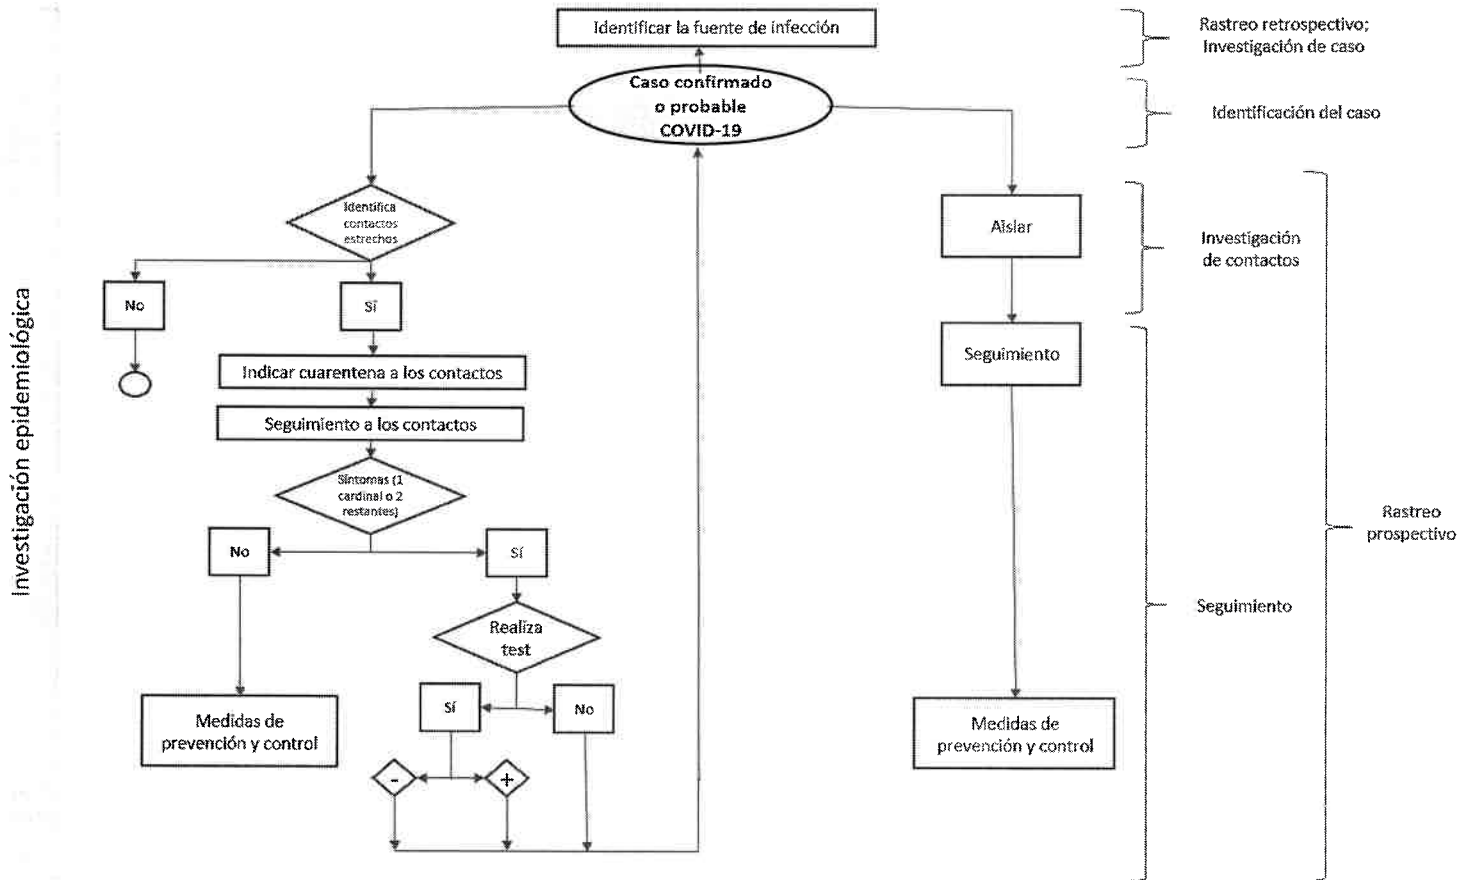 Identificar la fuente de infección
Rastreo retrospectivo;
Investigación de caso
Caso confirmado
o probable
COVID-19
Identificación del caso
Identifica
contactos
estrechos
Aislar
Investigación
de contactos
No
Sí
Seguimiento
Indicar cuarentena a los contactos
Seguimiento a los contactos
Síntomas (1
cardinal o 2
restantes)
Investigación epidemiológica
Rastreo
prospectivo
No
Sí
Realiza
test
Seguimiento
Sí
No
Medidas de
prevención y control
Medidas de
prevención y control
-
+